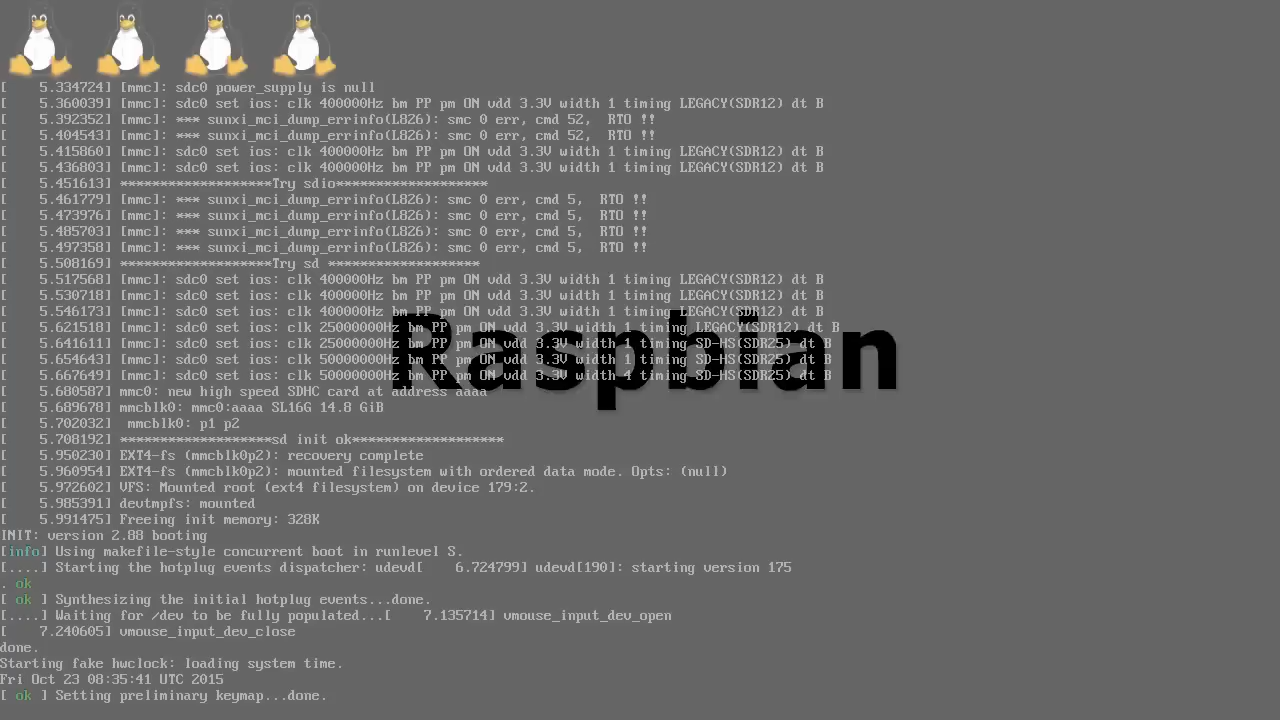 [    5.334724] [mmc]: sdc0 power_supply is null
[    5.360039] [mmc]: sdc0 set ios: clk 400000Hz bm PP pm ON vdd 3.3V width 1 timing LEGACY(SDR12) dt B
[    5.392352] [mmc]: *** sunxi_mci_dump_errinfo(L826): smc 0 err, cmd 52,  RTO !!
[    5.404543] [mmc]: *** sunxi_mci_dump_errinfo(L826): smc 0 err, cmd 52,  RTO !!
[    5.415860] [mmc]: sdc0 set ios: clk 400000Hz bm PP pm ON vdd 3.3V width 1 timing LEGACY(SDR12) dt B
[    5.436803] [mmc]: sdc0 set ios: clk 400000Hz bm PP pm ON vdd 3.3V width 1 timing LEGACY(SDR12) dt B
[    5.451613] *******************Try sdio*******************
[    5.461779] [mmc]: *** sunxi_mci_dump_errinfo(L826): smc 0 err, cmd 5,  RTO !!
[    5.473976] [mmc]: *** sunxi_mci_dump_errinfo(L826): smc 0 err, cmd 5,  RTO !!
[    5.485703] [mmc]: *** sunxi_mci_dump_errinfo(L826): smc 0 err, cmd 5,  RTO !!
[    5.497358] [mmc]: *** sunxi_mci_dump_errinfo(L826): smc 0 err, cmd 5,  RTO !!
[    5.508169] *******************Try sd *******************
[    5.517568] [mmc]: sdc0 set ios: clk 400000Hz bm PP pm ON vdd 3.3V width 1 timing LEGACY(SDR12) dt B
[    5.530718] [mmc]: sdc0 set ios: clk 400000Hz bm PP pm ON vdd 3.3V width 1 timing LEGACY(SDR12) dt B
[    5.546173] [mmc]: sdc0 set ios: clk 400000Hz bm PP pm ON vdd 3.3V width 1 timing LEGACY(SDR12) dt B
[    5.621518] [mmc]: sdc0 set ios: clk 25000000Hz bm PP pm ON vdd 3.3V width 1 timing LEGACY(SDR12) dt B
[    5.641611] [mmc]: sdc0 set ios: clk 25000000Hz bm PP pm ON vdd 3.3V width 1 timing SD-HS(SDR25) dt B
[    5.654643] [mmc]: sdc0 set ios: clk 50000000Hz bm PP pm ON vdd 3.3V width 1 timing SD-HS(SDR25) dt B
[    5.667649] [mmc]: sdc0 set ios: clk 50000000Hz bm PP pm ON vdd 3.3V width 4 timing SD-HS(SDR25) dt B
Raspbian
[    5.680587] mmc0: new high speed SDHC card at address aaaa
[    5.689678] mmcblk0: mmc0:aaaa SL16G 14.8 GiB
[    5.702032]  mmcblk0: p1 p2
[    5.708192] *******************sd init ok*******************
[    5.950230] EXT4-fs (mmcblk0p2): recovery complete
[    5.960954] EXT4-fs (mmcblk0p2): mounted filesystem with ordered data mode. Opts: (null)
[    5.972602] VFS: Mounted root (ext4 filesystem) on device 179:2.
[    5.985391] devtmpfs: mounted
[    5.991475] Freeing init memory: 328K
INIT: version 2.88 booting
[info] Using makefile-style concurrent boot in runlevel S.
[....] Starting the hotplug events dispatcher: udevd[    6.724799] udevd[190]: starting version 175
. ok
[ ok ] Synthesizing the initial hotplug events...done.
[....] Waiting for /dev to be fully populated...[    7.135714] vmouse_input_dev_open
[    7.240605] vmouse_input_dev_close
done.
Starting fake hwclock: loading system time.
Fri Oct 23 08:35:41 UTC 2015
[ ok ] Setting preliminary keymap...done.